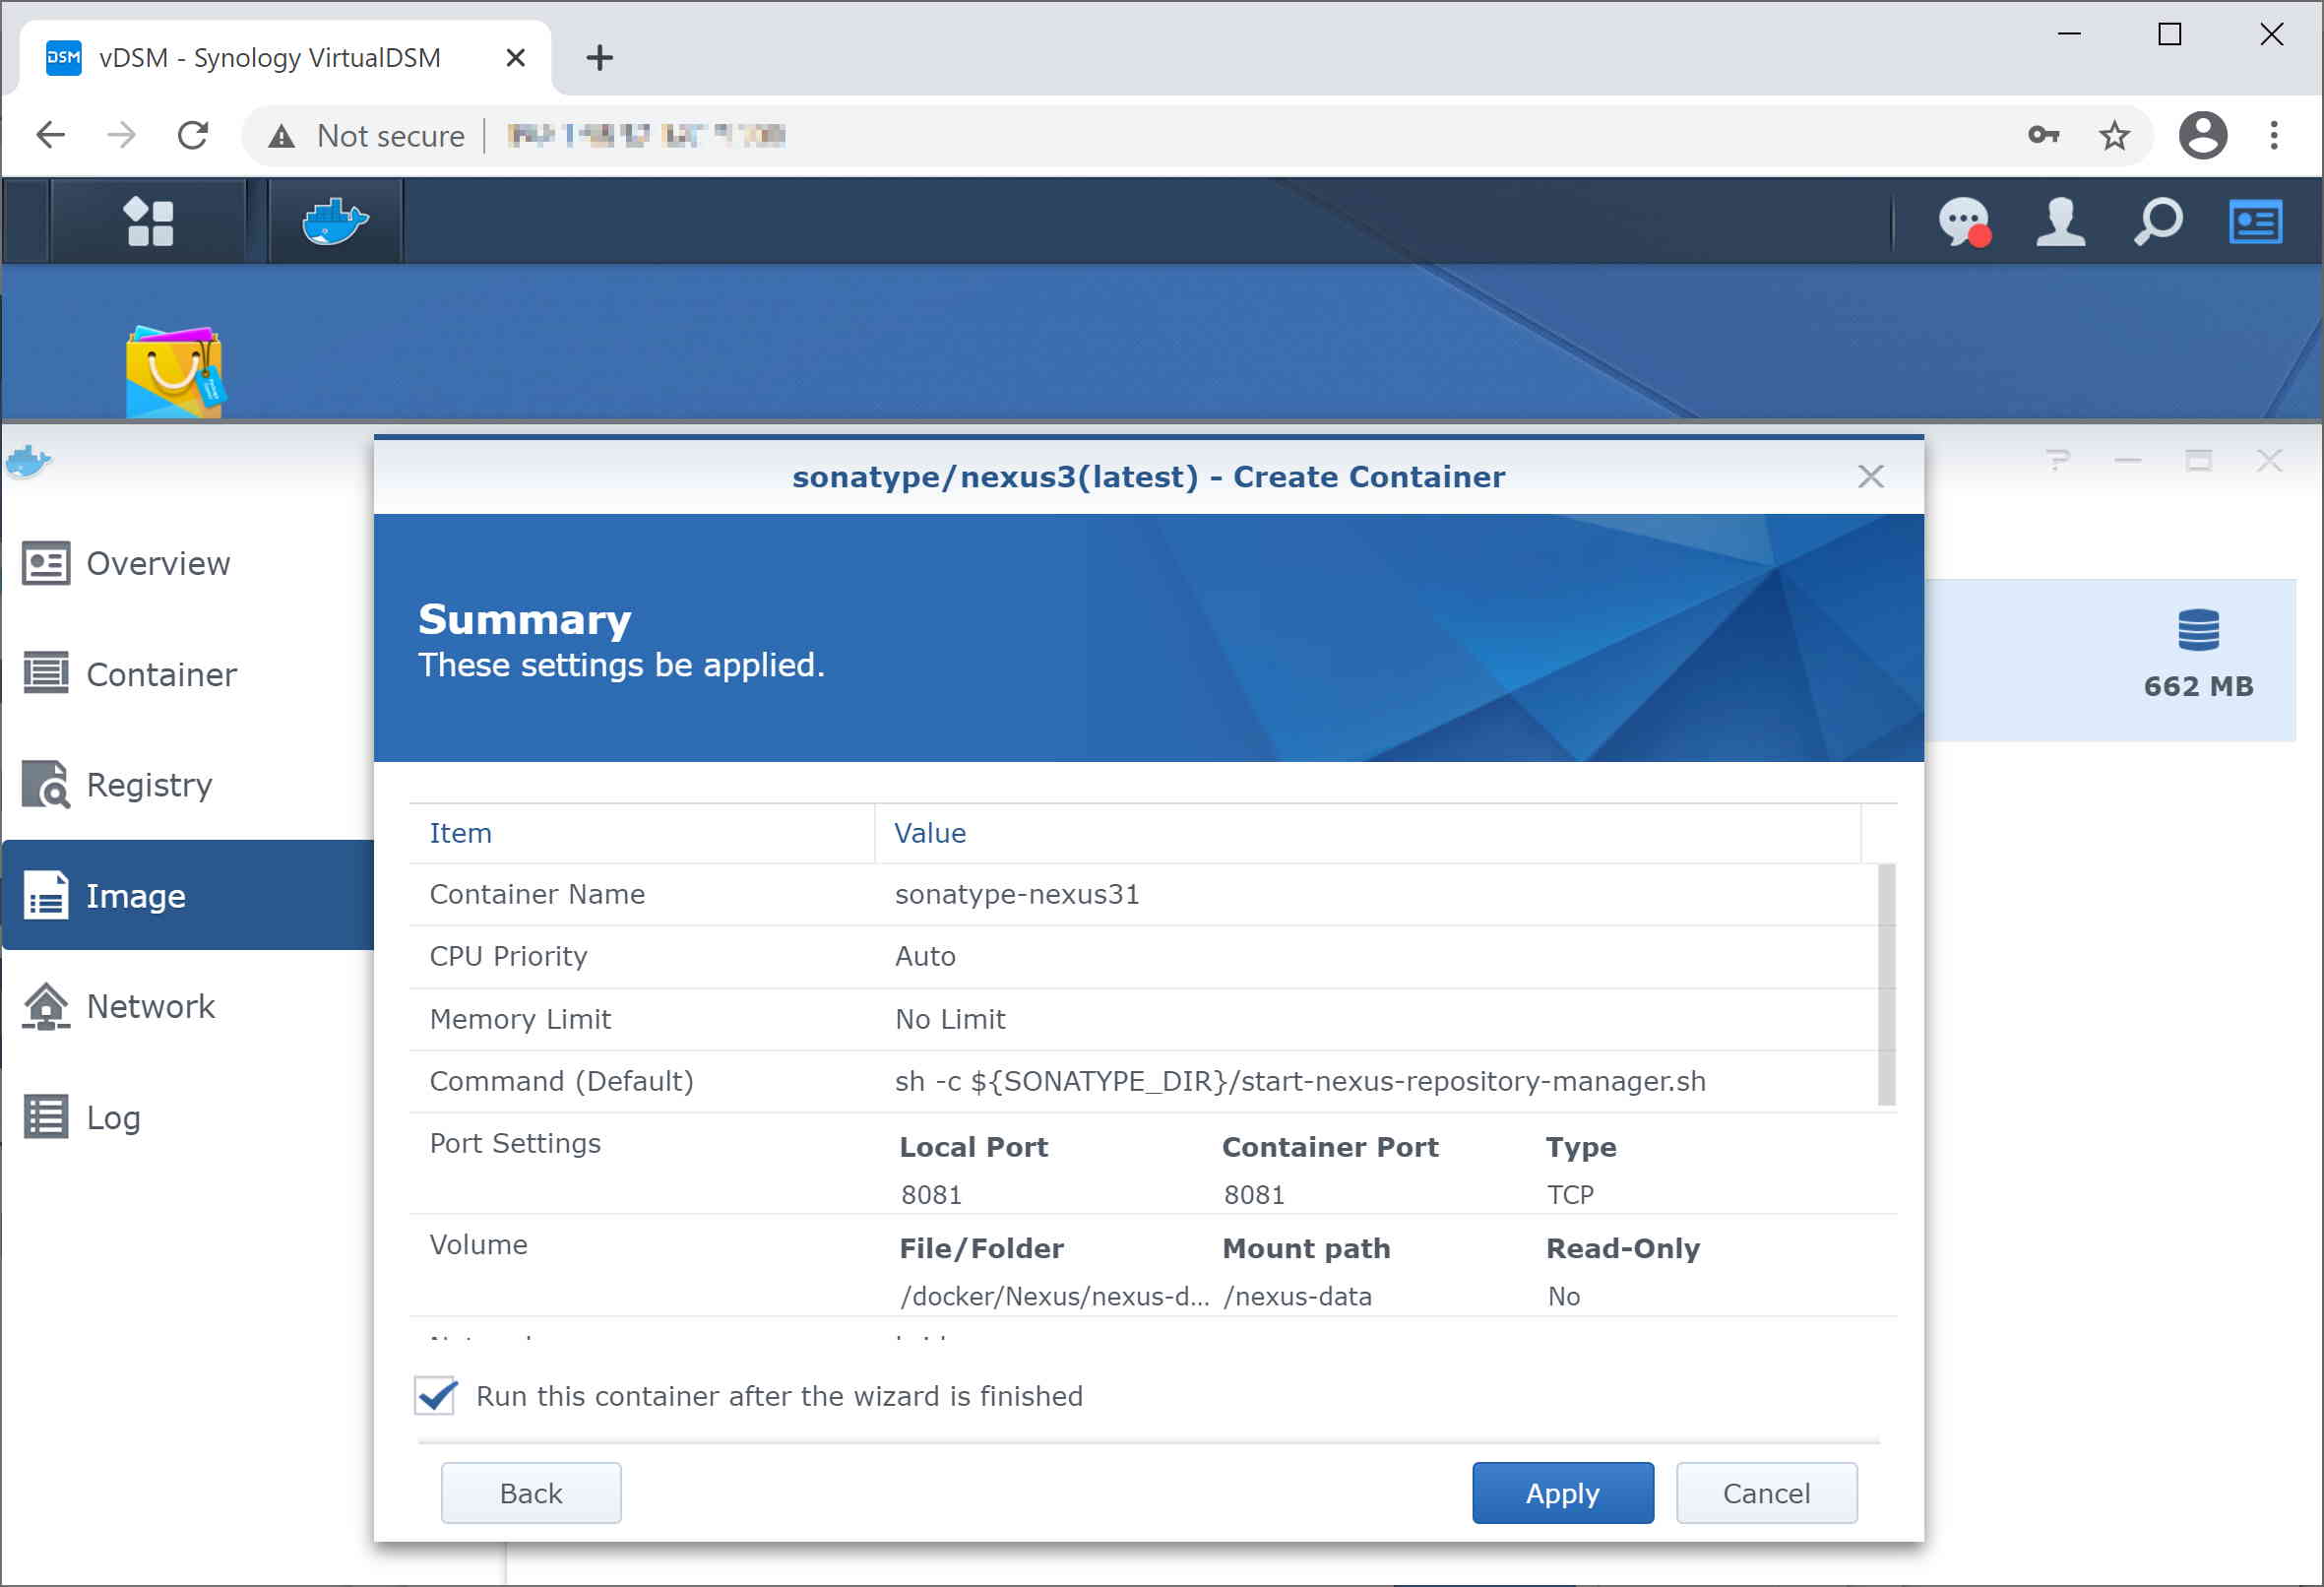 DSM
vDSM - Synology VirtualDSM
Not secure
sonatype/nexus3(latest) - Create Container
Overview
Container
Registry
Image
Network
Log
662 MB
Summary
These settings be applied.
Item Value
Container Name sonatype-nexus31
CPU Priority Auto
Memory Limit No Limit
Command (Default) sh -c ${SONATYPE_DIR}/start-nexus-repository-manager.sh
Port Settings Local Port Container Port Type
8081 8081 TCP
Volume File/Folder Mount path Read-Only
/docker/Nexus/nexus-d... /nexus-data No
Run this container after the wizard is finished
Back Apply Cancel